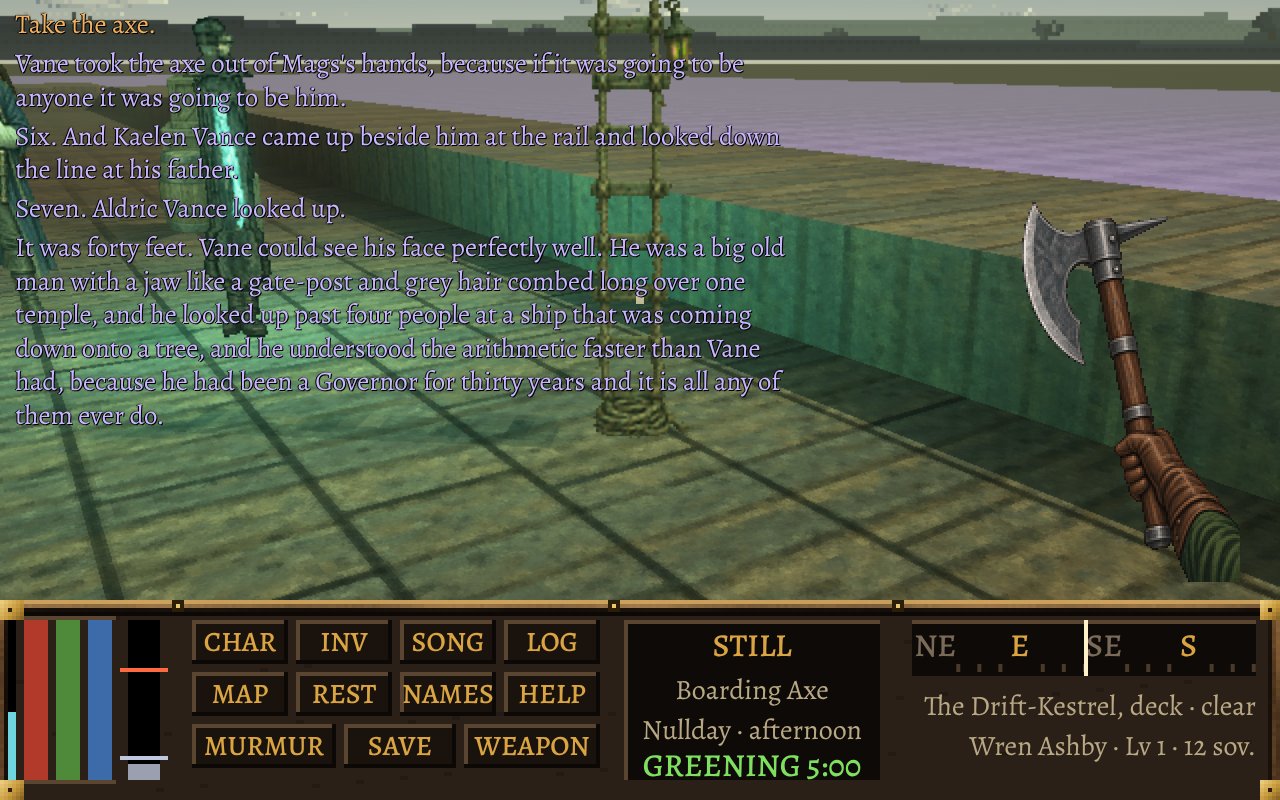 Take the axe.
Vane took the axe out of Mags's hands, because if it was going to be
anyone it was going to be him.
Six. And Kaelen Vance came up beside him at the rail and looked down
the line at his father.
Seven. Aldric Vance looked up.
It was forty feet. Vane could see his face perfectly well. He was a big old
man with a jaw like a gate-post and grey hair combed long over one
temple, and he looked up past four people at a ship that was coming
down onto a tree, and he understood the arithmetic faster than Vane
had, because he had been a Governor for thirty years and it is all any of
them ever do.
CHAR INV SONG LOG
MAP REST NAMES HELP
MURMUR SAVE WEAPON
STILL
Boarding Axe
Nullday · afternoon
GREENING 5:00
NE E SE S
The Drift-Kestrel, deck · clear
Wren Ashby · Lv 1 · 12 sov.